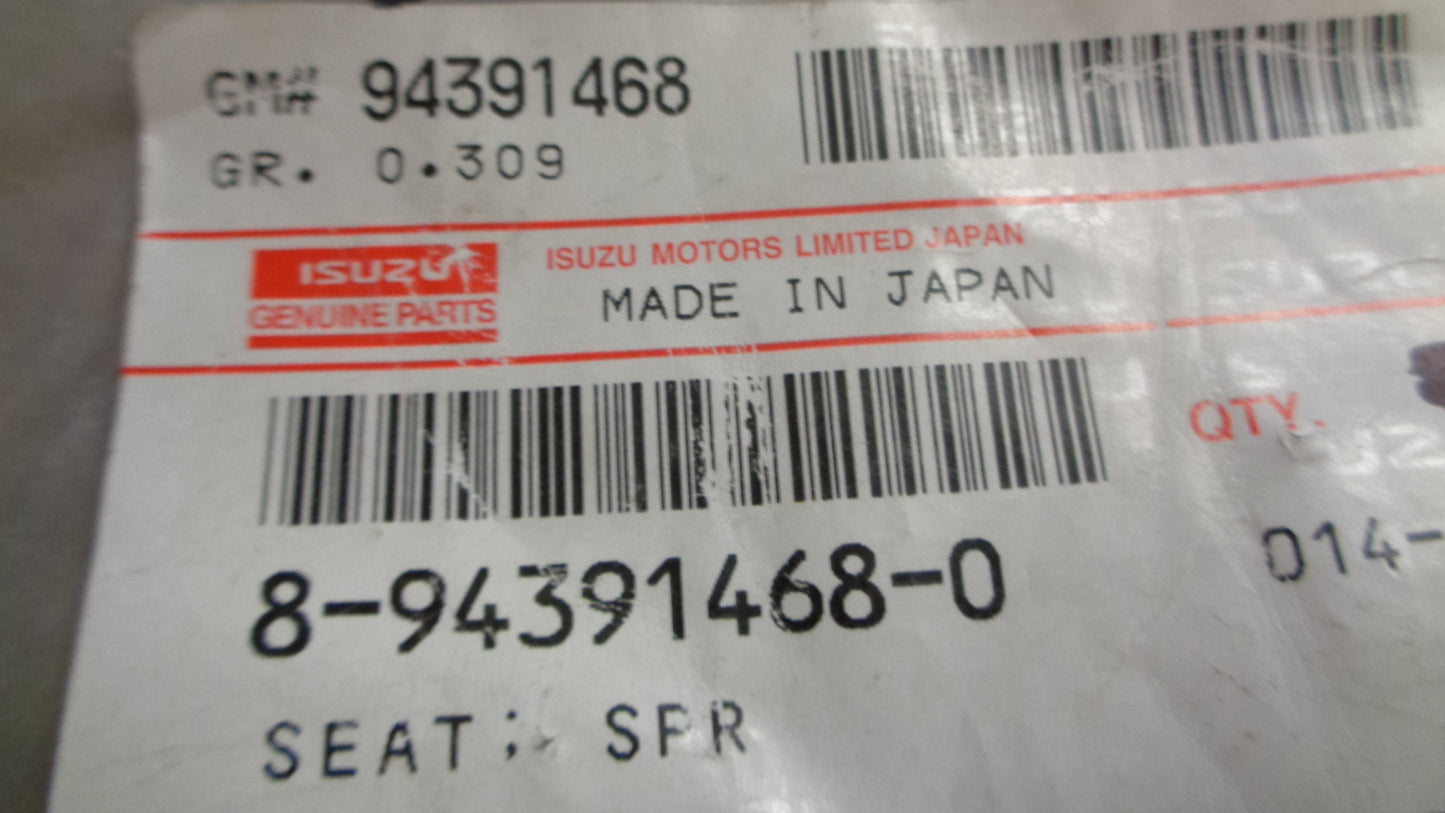 GM# 94391468
GR. 0.309
ISUZU
GENUINE PARTS
ISUZU MOTORS LIMITED JAPAN
MADE IN JAPAN
QTY.
8-94391468-0
014-
SEAT; SPR